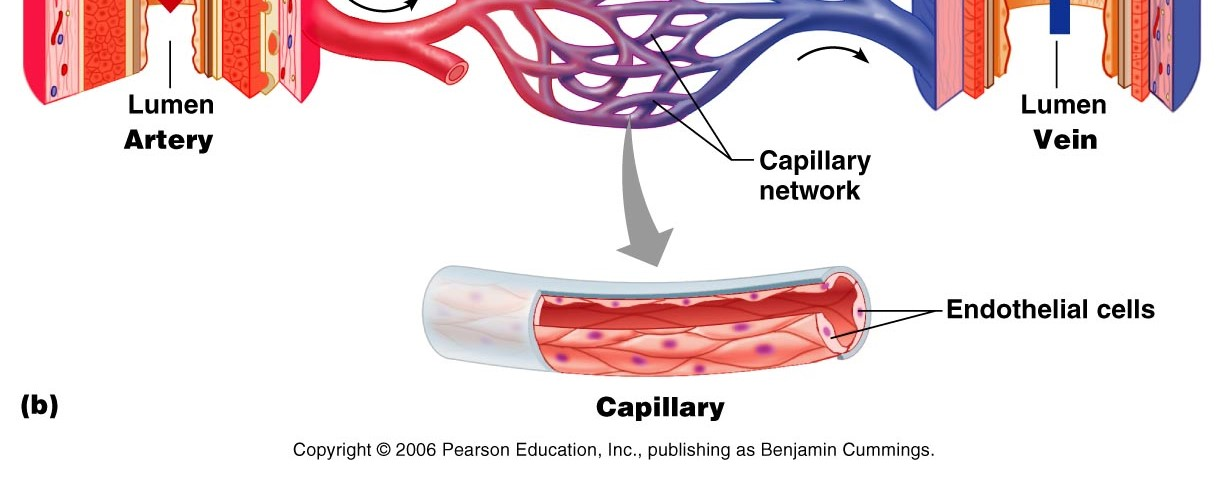 Lumen
Artery
Lumen
Vein
Capillary
network
Endothelial cells
(b)
Capillary
Copyright © 2006 Pearson Education, Inc., publishing as Benjamin Cummings.